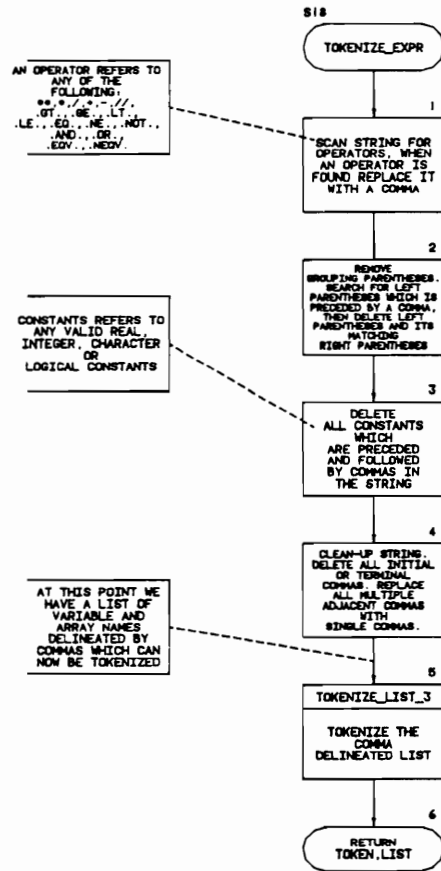 S18
TOKENIZE_EXPR
AN OPERATOR REFERS TO
ANY OF THE
FOLLOWING:
**,*,/,+,-,//,
.GT.,.GE.,.LT.,
.LE.,.EQ.,.NE.,.NOT.,
.AND.,.OR.,
.EQV.,.NEQV.
1
SCAN STRING FOR
OPERATORS, WHEN
AN OPERATOR IS
FOUND REPLACE IT
WITH A COMMA
2
REMOVE
GROUPING PARENTHESES.
SEARCH FOR LEFT
PARENTHESES WHICH IS
PRECEDED BY A COMMA,
THEN DELETE LEFT
PARENTHESES AND ITS
MATCHING
RIGHT PARENTHESES
CONSTANTS REFERS TO
ANY VALID REAL,
INTEGER, CHARACTER
OR
LOGICAL CONSTANTS
3
DELETE
ALL CONSTANTS
WHICH
ARE PRECEDED
AND FOLLOWED
BY COMMAS IN
THE STRING
4
CLEAN-UP STRING.
DELETE ALL INITIAL
OR TERMINAL
COMMAS. REPLACE
ALL MULTIPLE
ADJACENT COMMAS
WITH
SINGLE COMMAS.
AT THIS POINT WE
HAVE A LIST OF
VARIABLE AND
ARRAY NAMES
DELINEATED BY
COMMAS WHICH CAN
NOW BE TOKENIZED
5
TOKENIZE_LIST_3
TOKENIZE THE
COMMA
DELINEATED LIST
6
RETURN
TOKEN,LIST